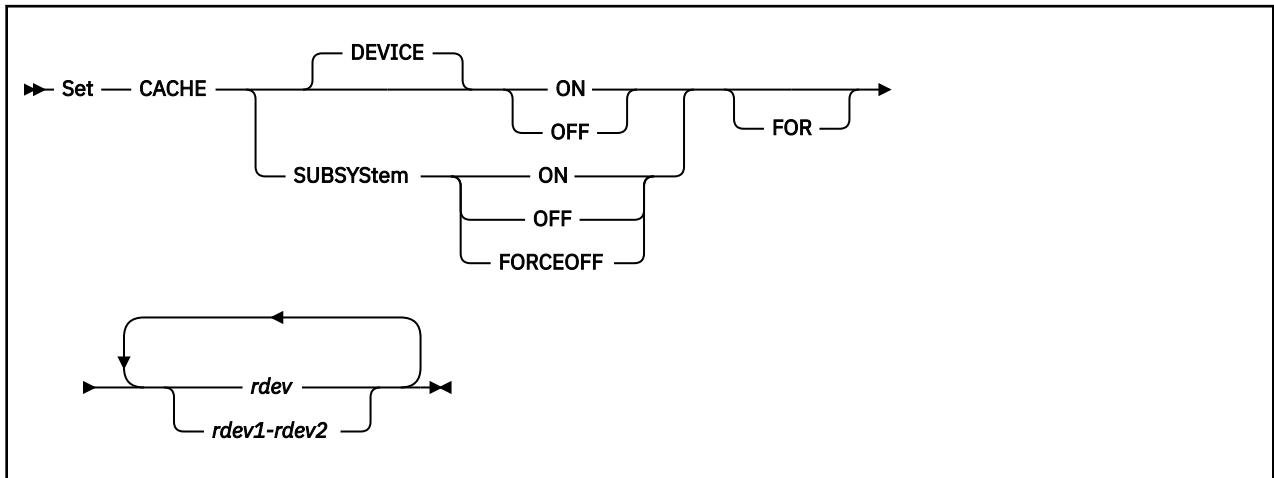 DEVICE
Set CACHE ON
OFF
FOR
SUBSYStem ON
OFF
FORCEOFF
rdev
rdev1-rdev2